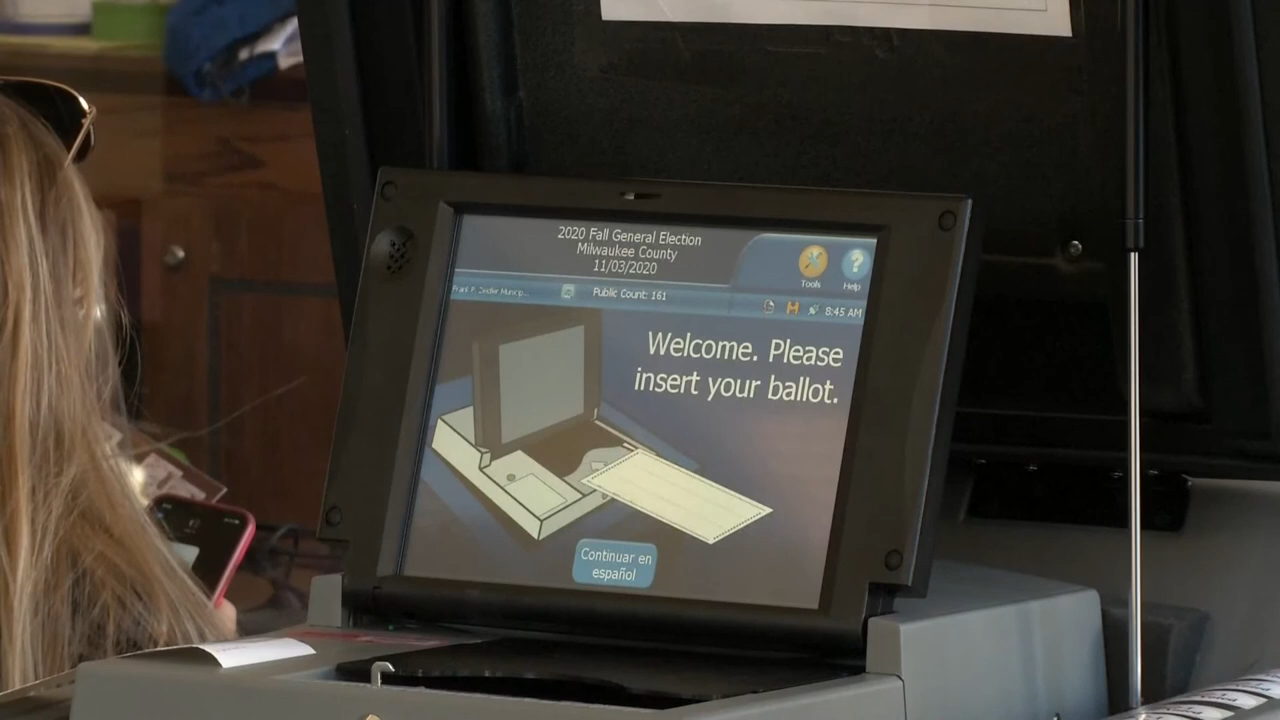 2020 Fall General Election
Milwaukee County
11/03/2020
Tools
Help
Public Count: 161
8:45 AM
Welcome. Please
insert your ballot.
Continuar en
español